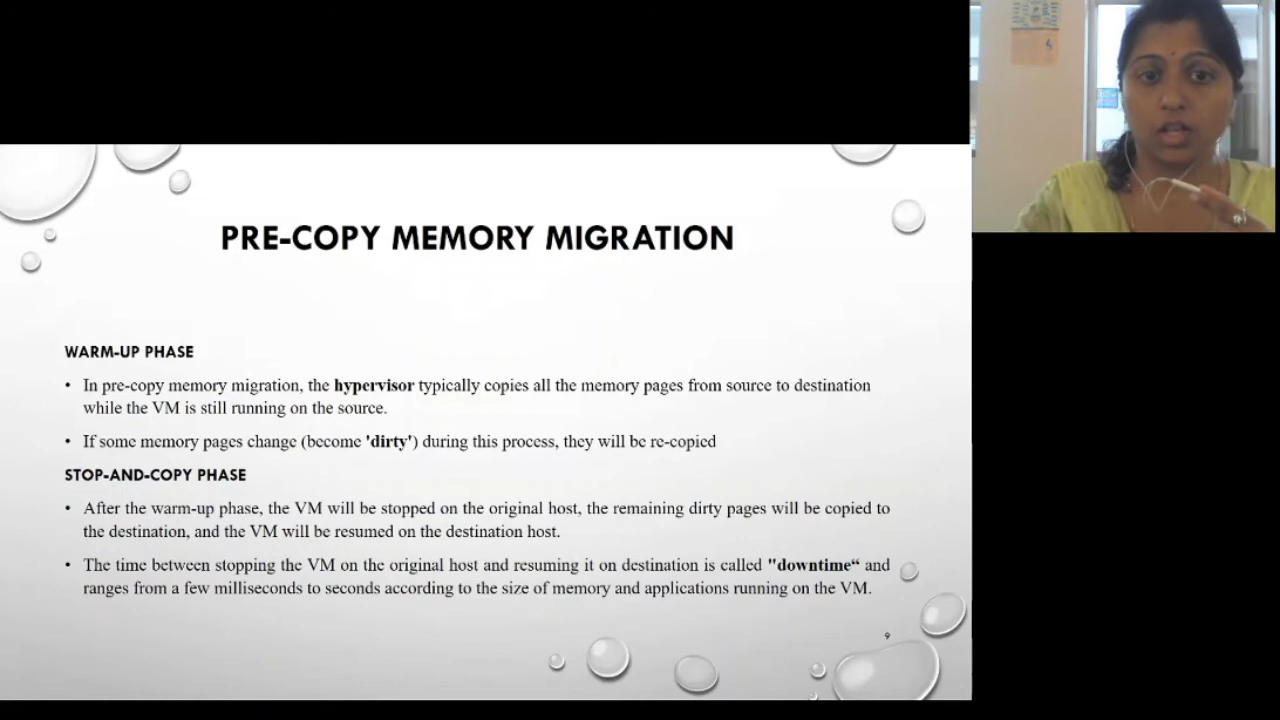 PRE-COPY MEMORY MIGRATION
WARM-UP PHASE
• In pre-copy memory migration, the hypervisor typically copies all the memory pages from source to destination
while the VM is still running on the source.
• If some memory pages change (become 'dirty') during this process, they will be re-copied
STOP-AND-COPY PHASE
• After the warm-up phase, the VM will be stopped on the original host, the remaining dirty pages will be copied to
the destination, and the VM will be resumed on the destination host.
• The time between stopping the VM on the original host and resuming it on destination is called "downtime“ and
ranges from a few milliseconds to seconds according to the size of memory and applications running on the VM.
9